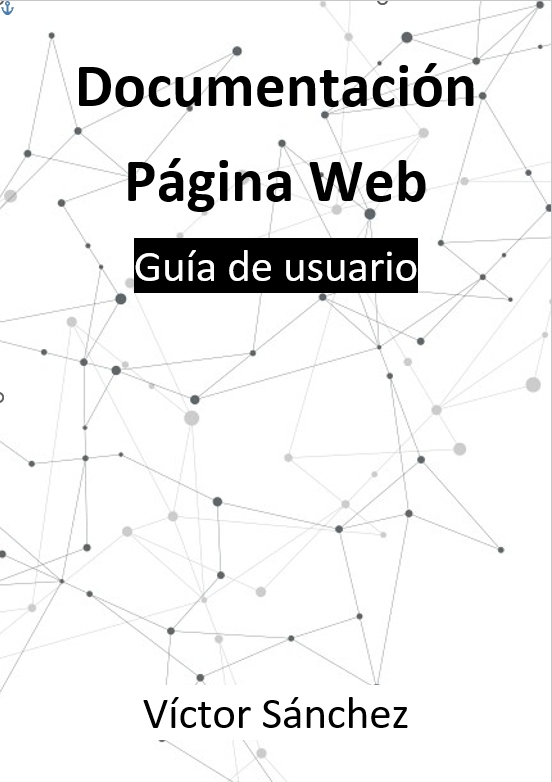 Documentación
Página Web
Guía de usuario
Víctor Sánchez